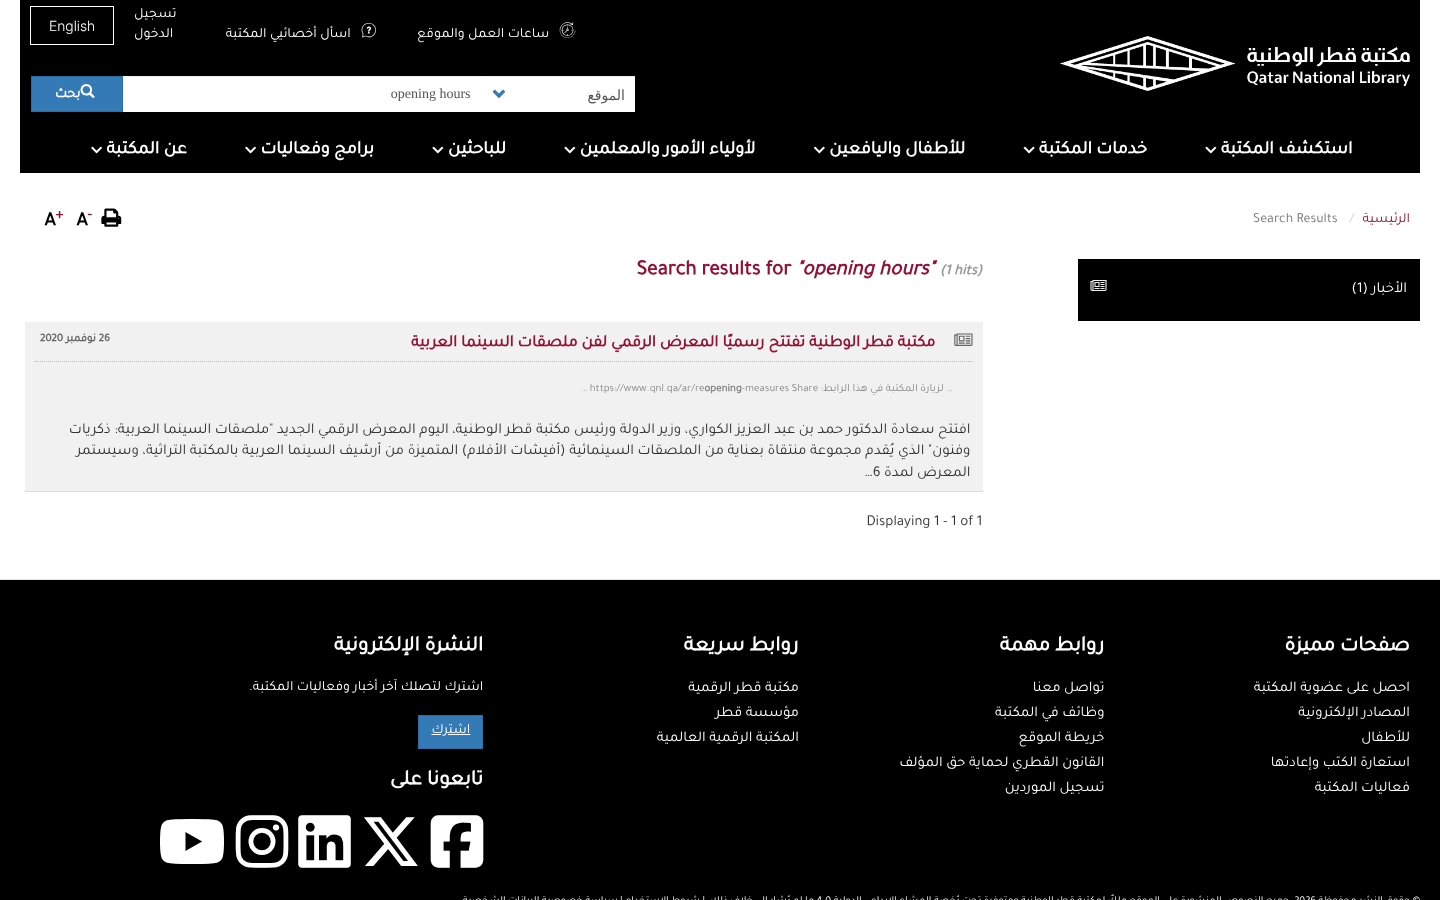 مكتبة قطر الوطنية
Qatar National Library
ساعات العمل والموقع
اسأل أخصائيي المكتبة
تسجيل
الدخول
English
الموقع
opening hours
بحث
استكشف المكتبة
خدمات المكتبة
للأطفال واليافعين
لأولياء الأمور والمعلمين
للباحثين
برامج وفعاليات
عن المكتبة
الرئيسية / Search Results
A- A+
الأخبار (1)
Search results for "opening hours" (1 hits)
مكتبة قطر الوطنية تفتتح رسميًا المعرض الرقمي لفن ملصقات السينما العربية
26 نوفمبر 2020
... لزيارة المكتبة في هذا الرابط: https://www.qnl.qa/ar/reopening-measures Share ...
افتتح سعادة الدكتور حمد بن عبد العزيز الكواري، وزير الدولة ورئيس مكتبة قطر الوطنية، اليوم المعرض الرقمي الجديد "ملصقات السينما العربية: ذكريات
وفنون" الذي يُقدم مجموعة منتقاة بعناية من الملصقات السينمائية (أفيشات الأفلام) المتميزة من أرشيف السينما العربية بالمكتبة التراثية، وسيستمر
المعرض لمدة 6...
Displaying 1 - 1 of 1
صفحات مميزة
احصل على عضوية المكتبة
المصادر الإلكترونية
للأطفال
استعارة الكتب وإعادتها
فعاليات المكتبة
روابط مهمة
تواصل معنا
وظائف في المكتبة
خريطة الموقع
القانون القطري لحماية حق المؤلف
تسجيل الموردين
روابط سريعة
مكتبة قطر الرقمية
مؤسسة قطر
المكتبة الرقمية العالمية
النشرة الإلكترونية
اشترك لتصلك آخر أخبار وفعاليات المكتبة.
اشترك
تابعونا على